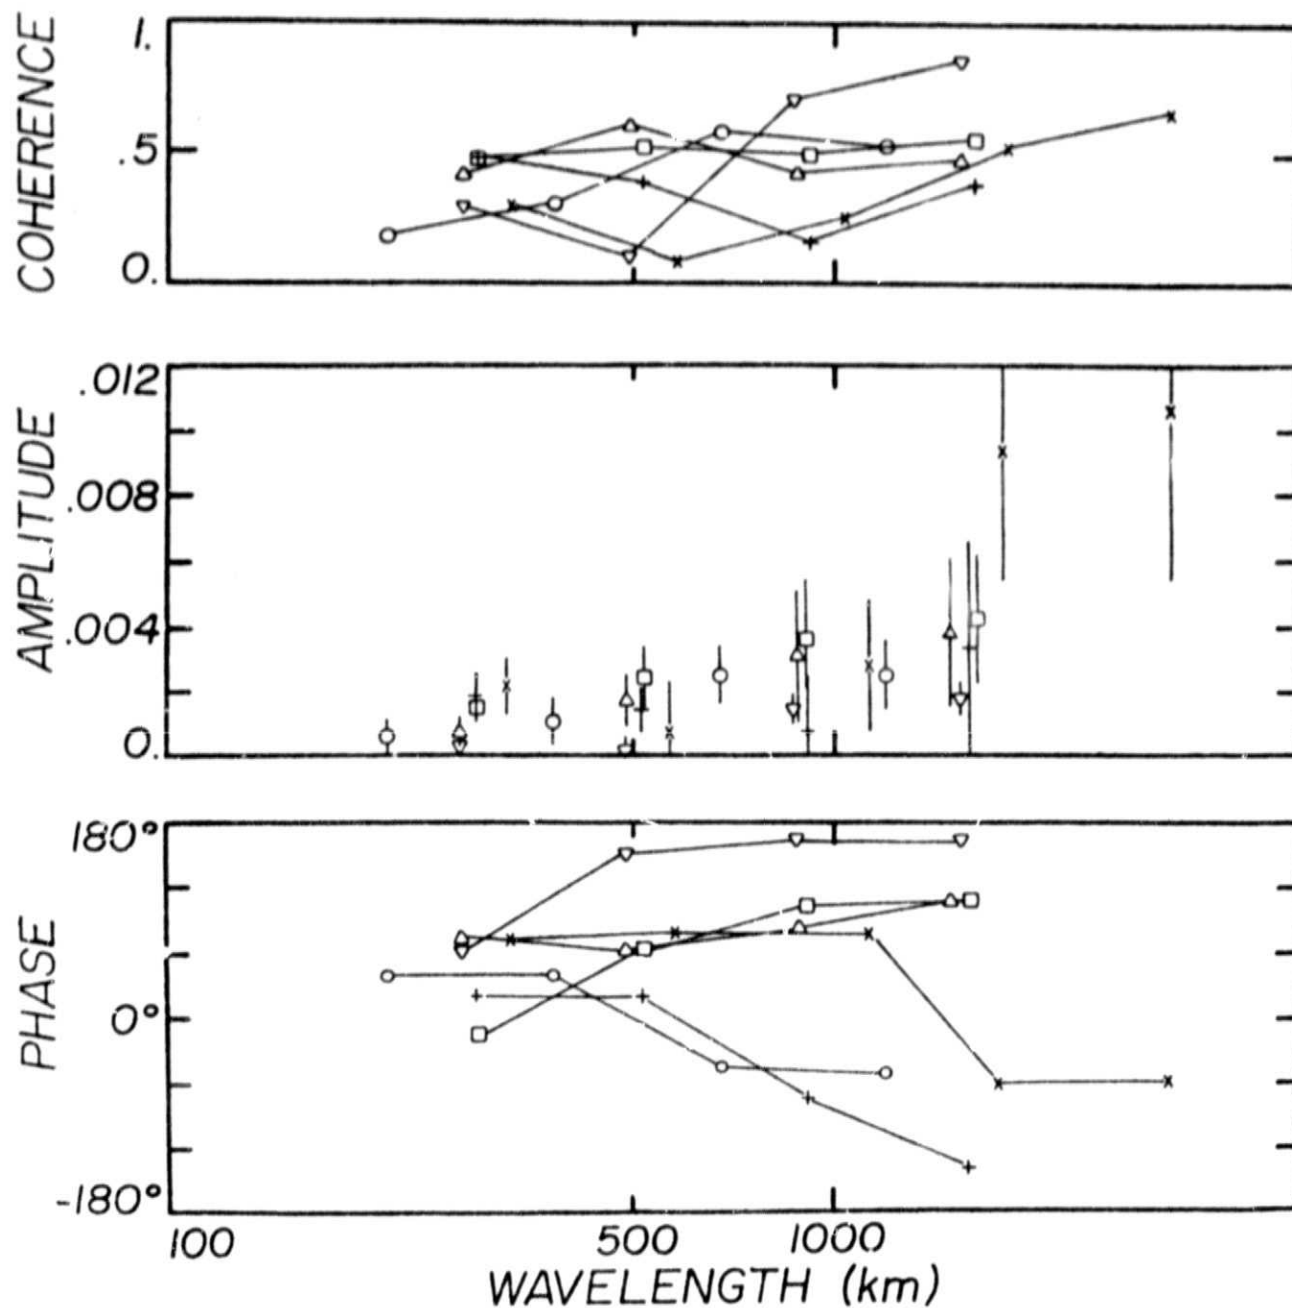 COHERENCE
1.
.5
0.
AMPLITUDE
.012
.008
.004
0.
PHASE
180°
0°
-180°
100 500 1000
WAVELENGTH (km)